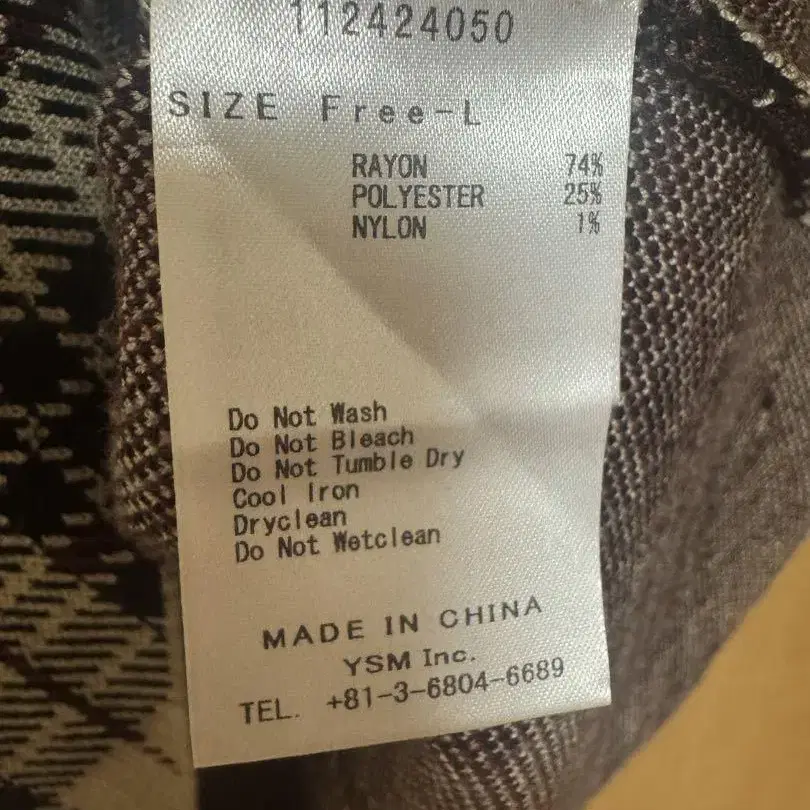 112424050
SIZE Free-L
RAYON 74%
POLYESTER 25%
NYLON 1%
Do Not Wash
Do Not Bleach
Do Not Tumble Dry
Cool Iron
Dryclean
Do Not Wetclean
MADE IN CHINA
YSM Inc.
TEL. +81-3-6804-6689